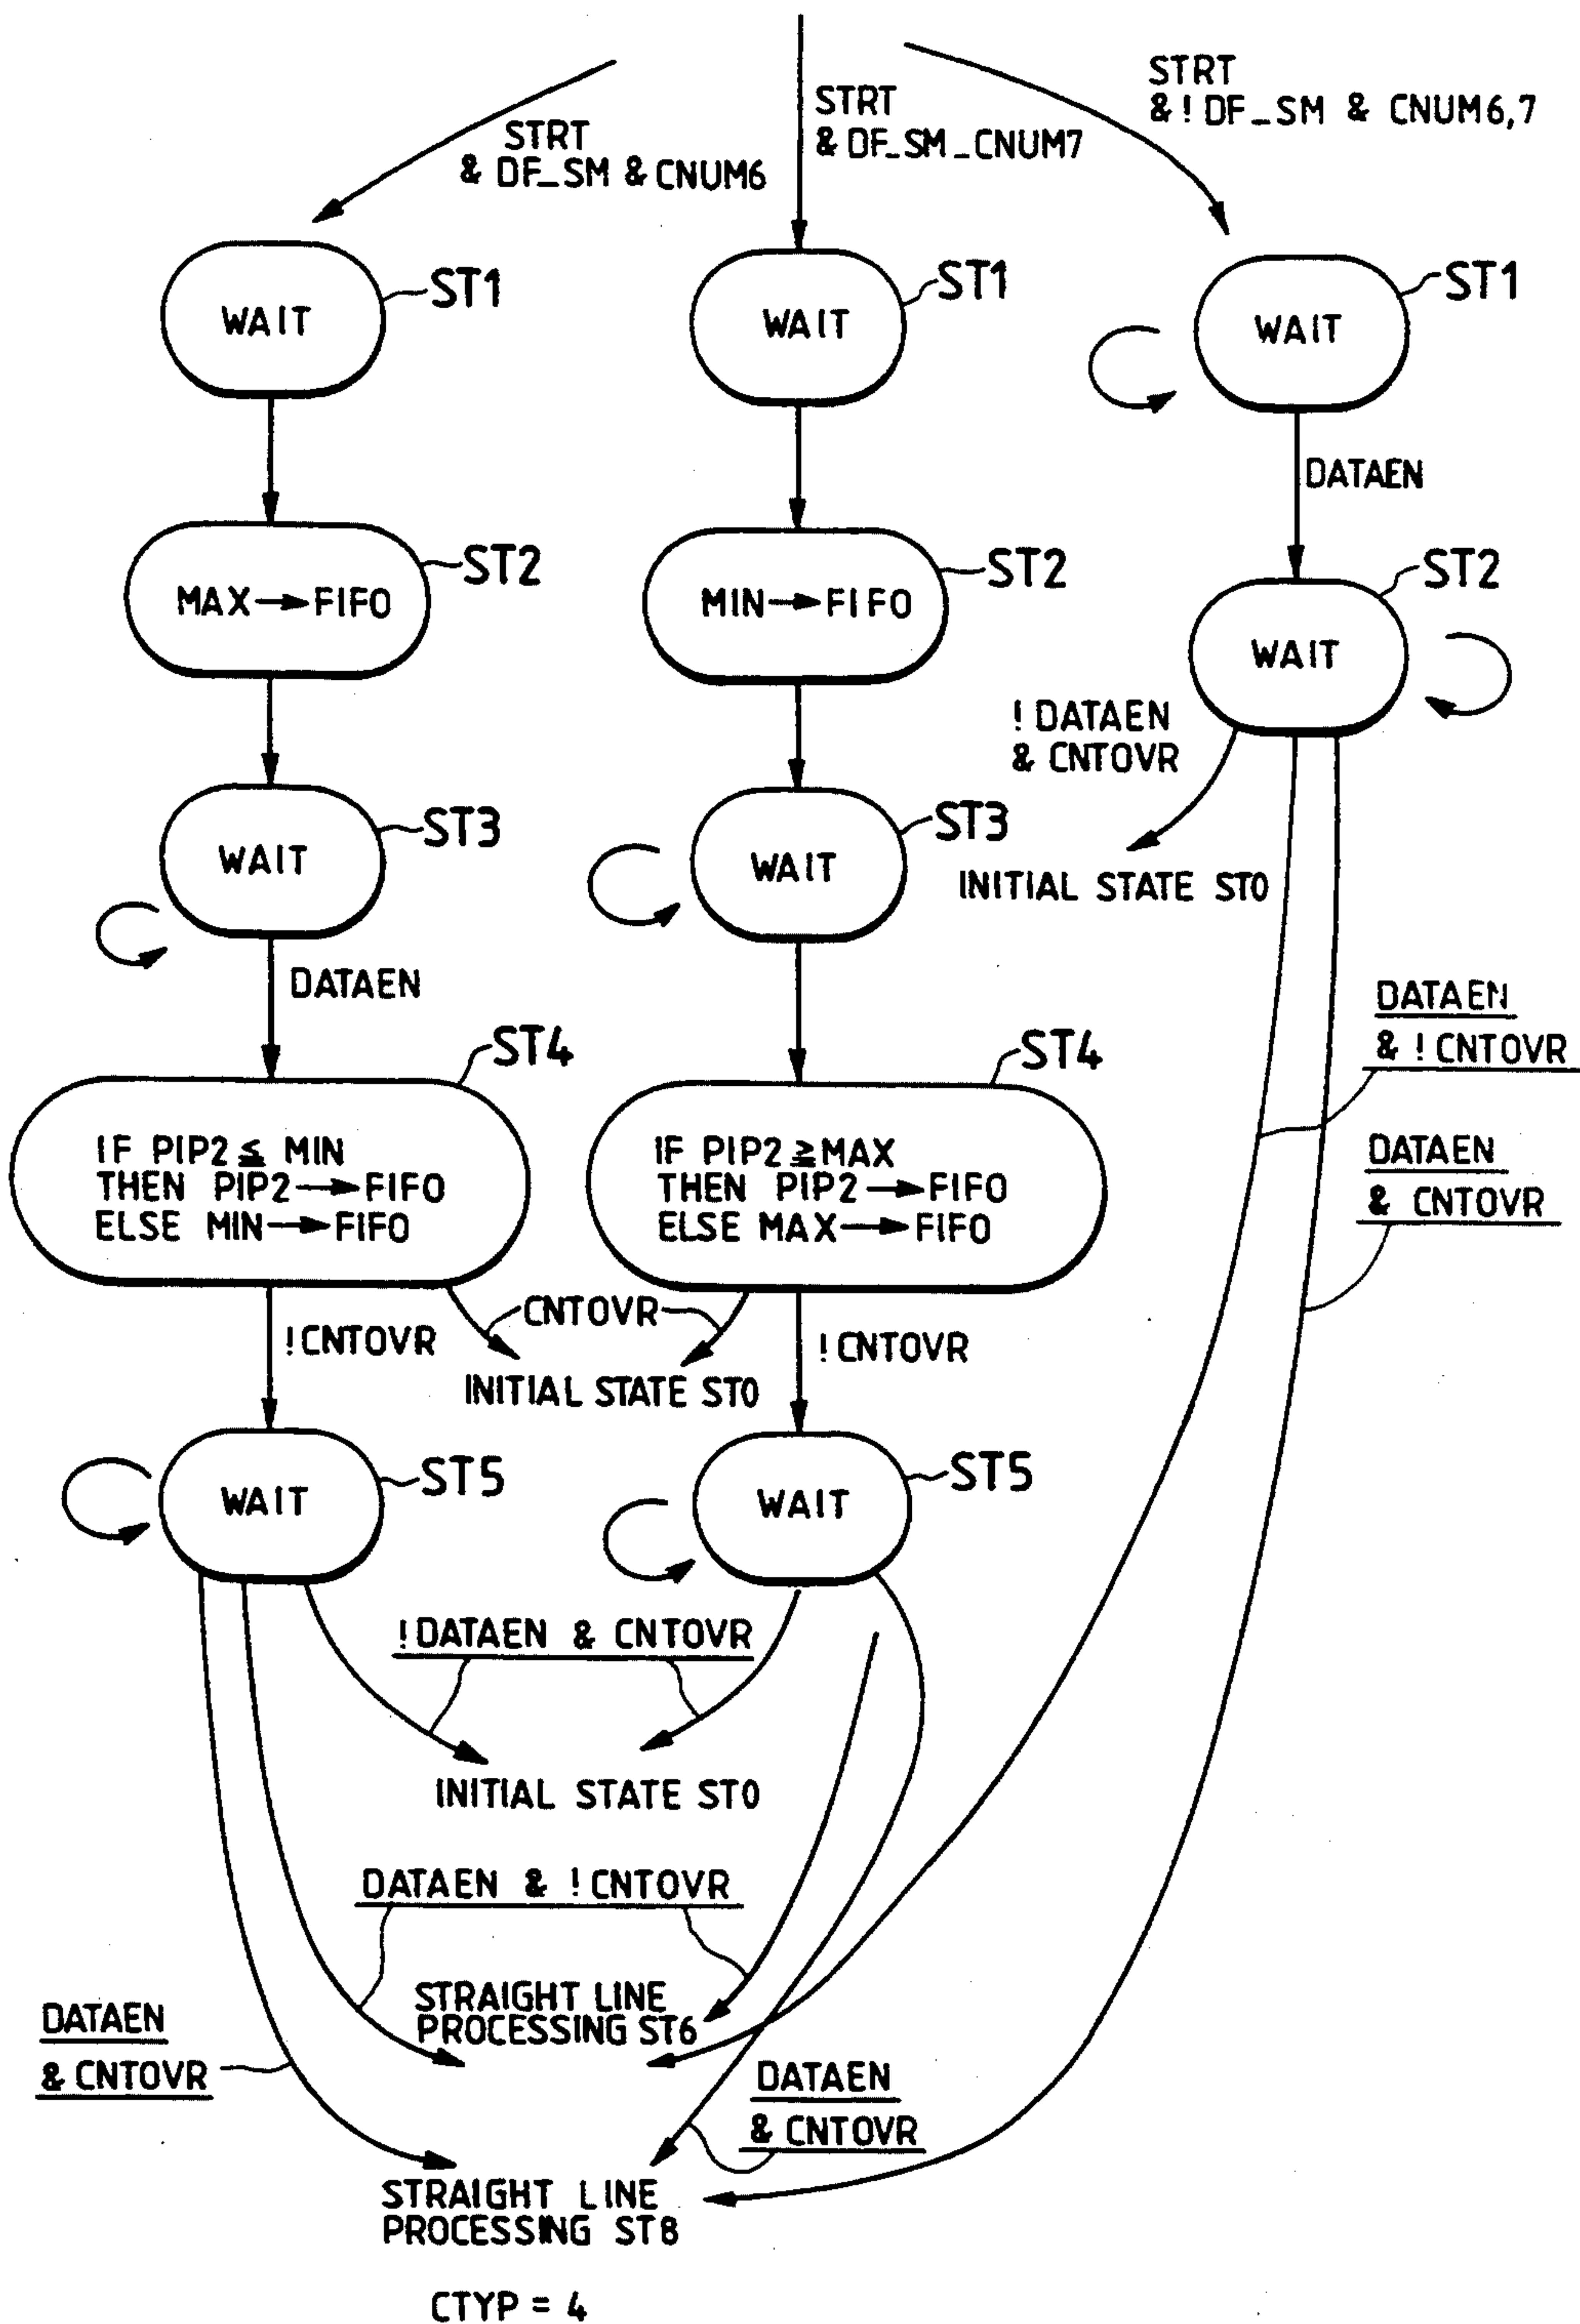 STRT
& DF_SM & CNUM6
STRT
& DF_SM_CNUM7
STRT
& ! DF_SM & CNUM6,7
WAIT
ST1
WAIT
ST1
WAIT
ST1
DATAEN
MAX→FIFO
ST2
MIN→FIFO
ST2
WAIT
ST2
! DATAEN
& CNTOVR
INITIAL STATE ST0
WAIT
ST3
WAIT
ST3
DATAEN
DATAEN
& ! CNTOVR
DATAEN
& CNTOVR
ST4
IF PIP2 ≦ MIN
THEN PIP2→FIFO
ELSE MIN→FIFO
ST4
IF PIP2 ≧ MAX
THEN PIP2→FIFO
ELSE MAX→FIFO
CNTOVR
!CNTOVR
!CNTOVR
INITIAL STATE ST0
WAIT
ST5
WAIT
ST5
!DATAEN & CNTOVR
INITIAL STATE ST0
DATAEN & !CNTOVR
STRAIGHT LINE
PROCESSING ST6
DATAEN
& CNTOVR
DATAEN
& CNTOVR
STRAIGHT LINE
PROCESSING ST8
CTYP = 4